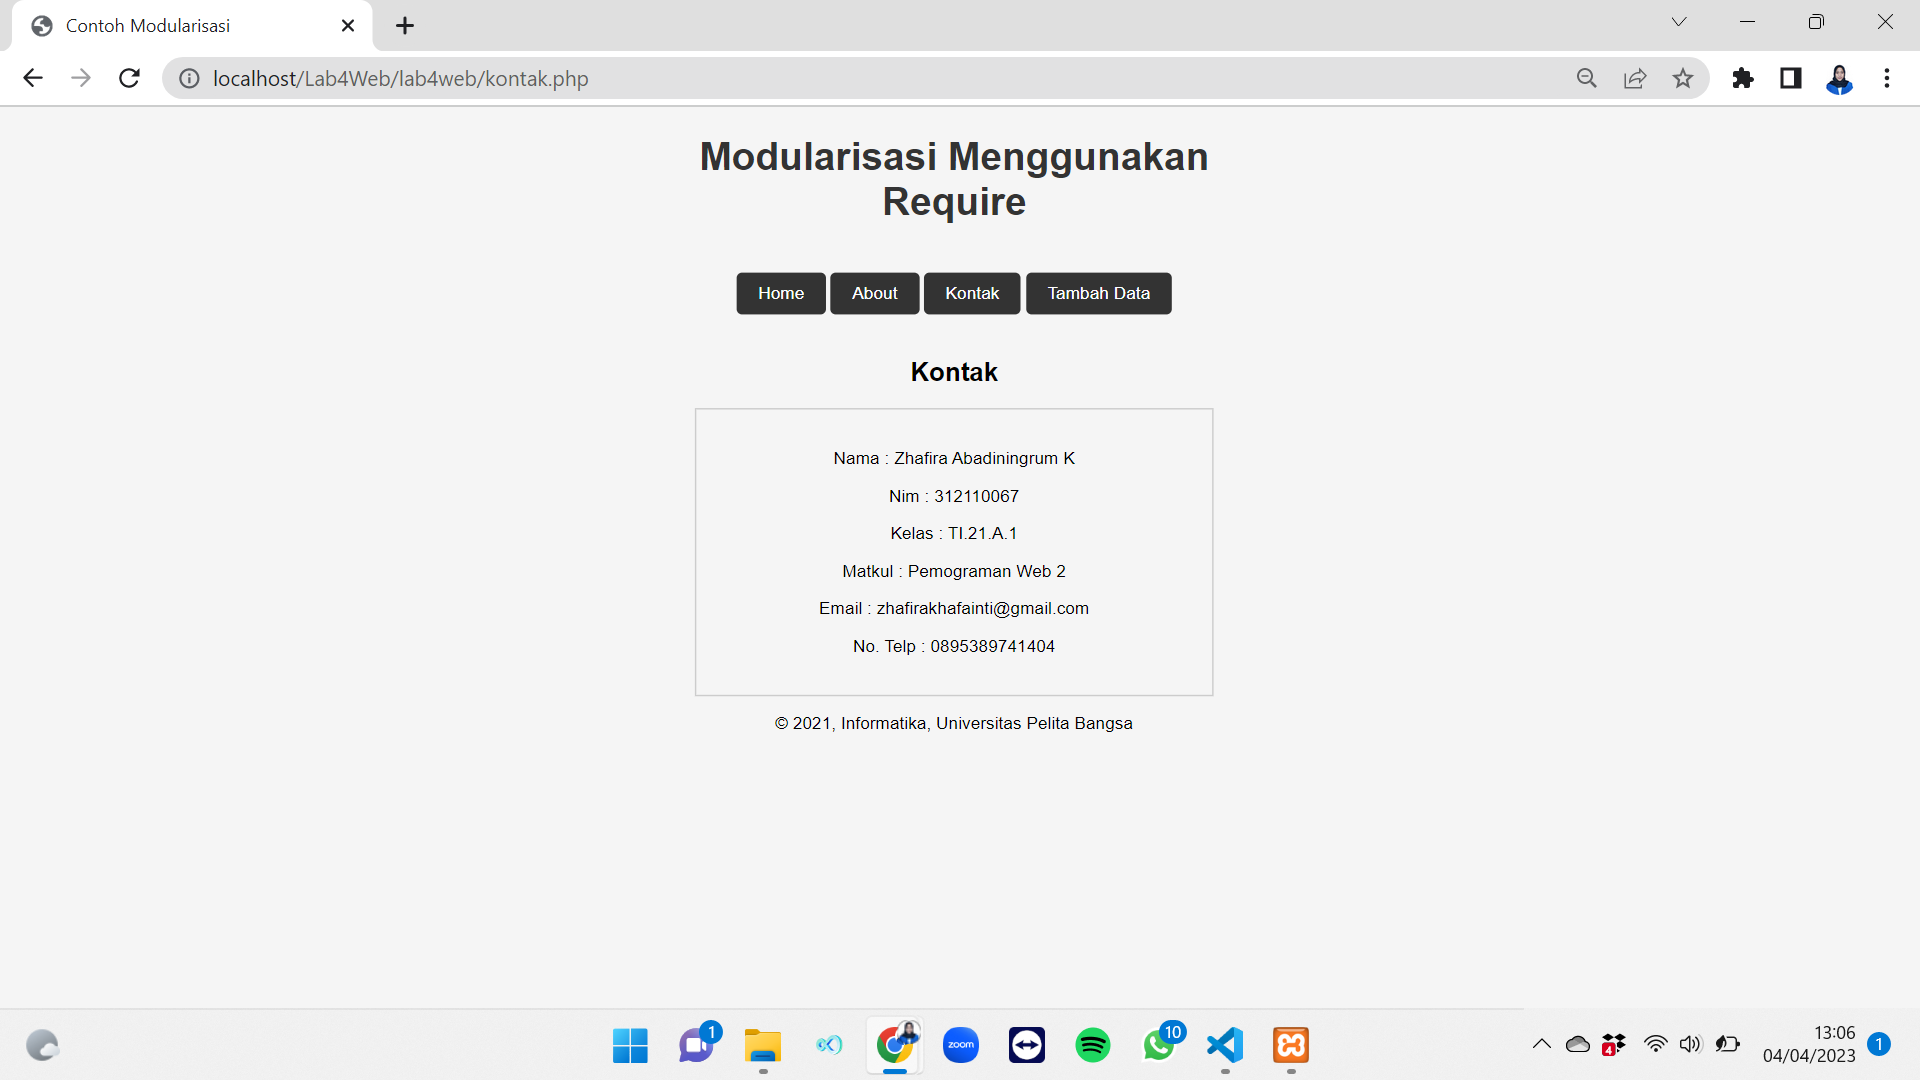 Contoh Modularisasi
localhost/Lab4Web/lab4web/kontak.php
Modularisasi Menggunakan
Require
Home About Kontak Tambah Data
Kontak
Nama : Zhafira Abadiningrum K
Nim : 312110067
Kelas : TI.21.A.1
Matkul : Pemograman Web 2
Email : zhafirakhafainti@gmail.com
No. Telp : 0895389741404
© 2021, Informatika, Universitas Pelita Bangsa
1
zoom
10
4
13:06
04/04/2023
1